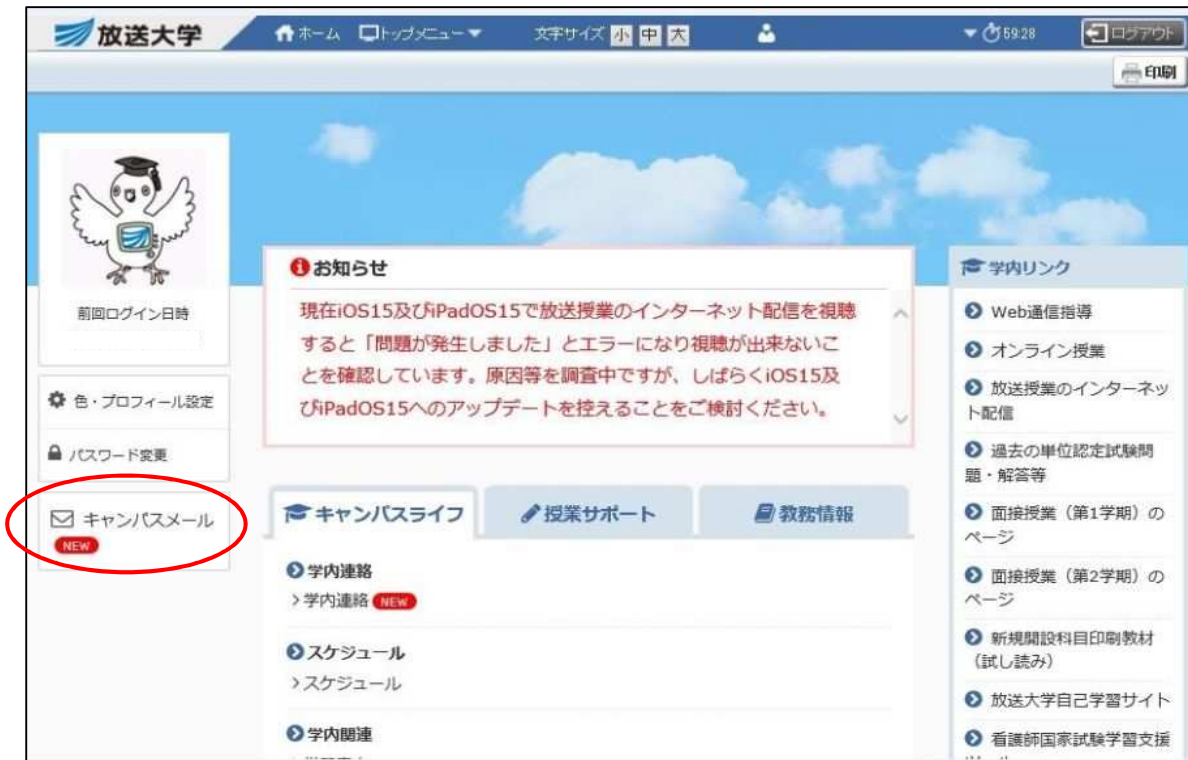 放送大学
ホーム トップメニュー▼ 文字サイズ 小 中 大 ▼ 59:28 ログアウト
印刷
前回ログイン日時
色・プロフィール設定
パスワード変更
キャンパスメール
NEW
お知らせ
現在iOS15及びiPadOS15で放送授業のインターネット配信を視聴
すると「問題が発生しました」とエラーになり視聴が出来ないこ
とを確認しています。原因等を調査中ですが、しばらくiOS15及
びiPadOS15へのアップデートを控えることをご検討ください。
キャンパスライフ 授業サポート 教務情報
学内連絡
>学内連絡 NEW
スケジュール
>スケジュール
学内関連
学内リンク
Web通信指導
オンライン授業
放送授業のインターネッ
ト配信
過去の単位認定試験問
題・解答等
面接授業（第1学期）の
ページ
面接授業（第2学期）の
ページ
新規開設科目印刷教材
（試し読み）
放送大学自己学習サイト
看護師国家試験学習支援